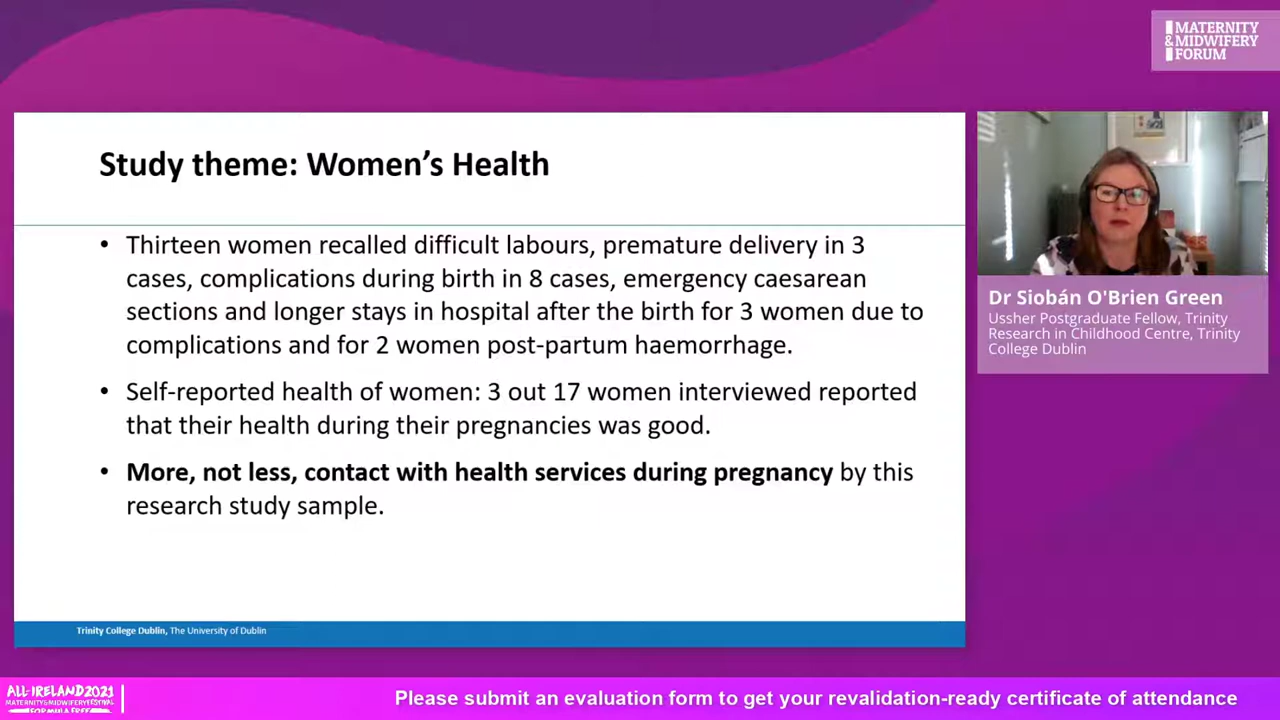 MATERNITY
& MIDWIFERY
FORUM
Study theme: Women's Health
• Thirteen women recalled difficult labours, premature delivery in 3
cases, complications during birth in 8 cases, emergency caesarean
sections and longer stays in hospital after the birth for 3 women due to
complications and for 2 women post-partum haemorrhage.
• Self-reported health of women: 3 out 17 women interviewed reported
that their health during their pregnancies was good.
• More, not less, contact with health services during pregnancy by this
research study sample.
Trinity College Dublin, The University of Dublin
Dr Siobán O'Brien Green
Ussher Postgraduate Fellow, Trinity
Research in Childhood Centre, Trinity
College Dublin
ALL-IRELAND2021
MATERNITY&MIDWIFERYFESTIVAL
FORMULA FREE
Please submit an evaluation form to get your revalidation-ready certificate of attendance